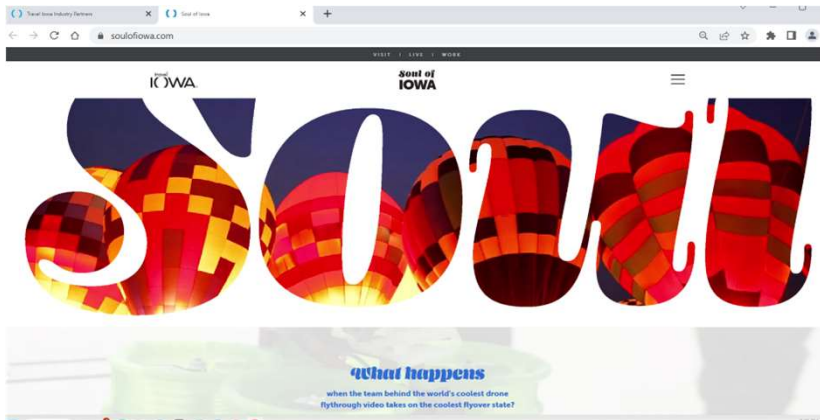 Travel Iowa Industry Partners
Soul of Iowa
soulofiowa.com
VISIT | LIVE | WORK
travel
IOWA
Soul of
IOWA
Soul
What happens
when the team behind the world's coolest drone
flythrough video takes on the coolest flyover state?